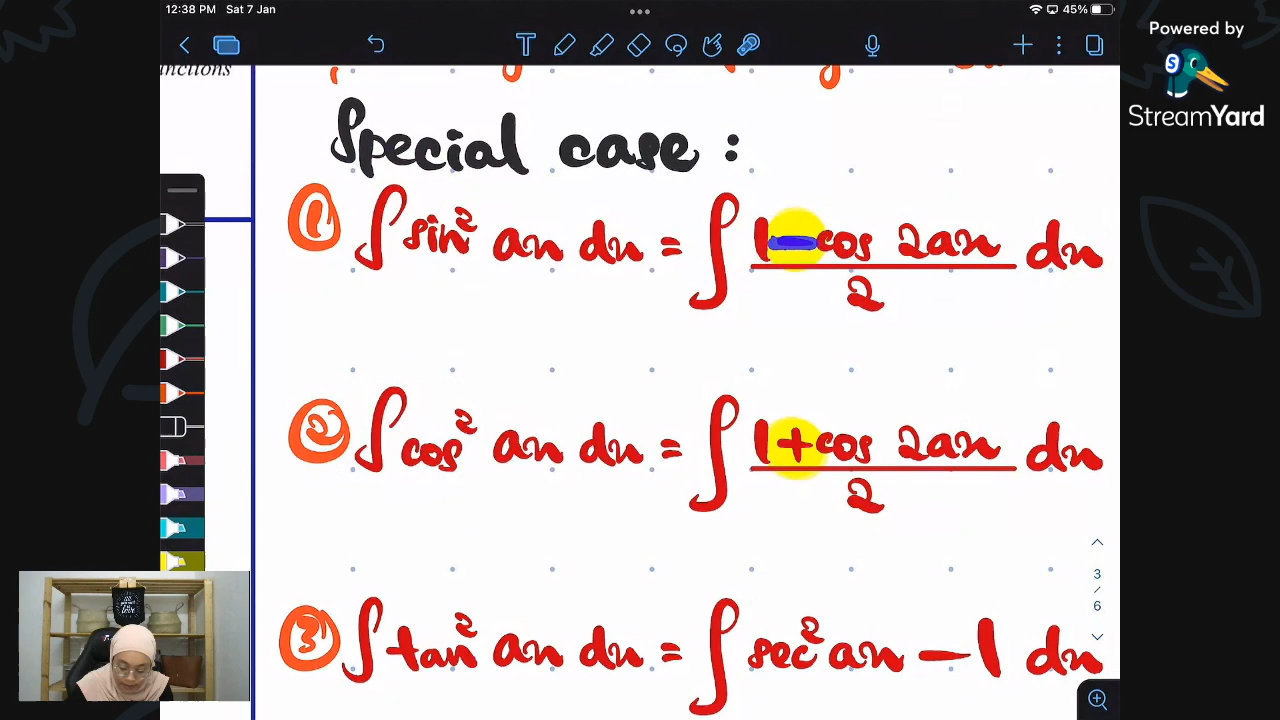 12:38 PM Sat 7 Jan
45%
Powered by
StreamYard
Special case :
① ∫ sin² ax dx = ∫ 1 - cos 2ax / 2 dx
② ∫ cos² ax dx = ∫ 1 + cos 2ax / 2 dx
③ ∫ tan² ax dx = ∫ sec² ax - 1 dx
3 / 6